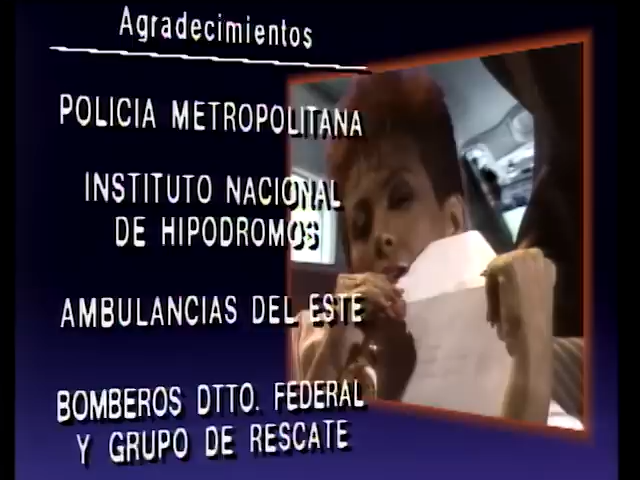 Agradecimientos
POLICIA METROPOLITANA
INSTITUTO NACIONAL
DE HIPODROMOS
AMBULANCIAS DEL ESTE
BOMBEROS DTTO. FEDERAL
Y GRUPO DE RESCATE